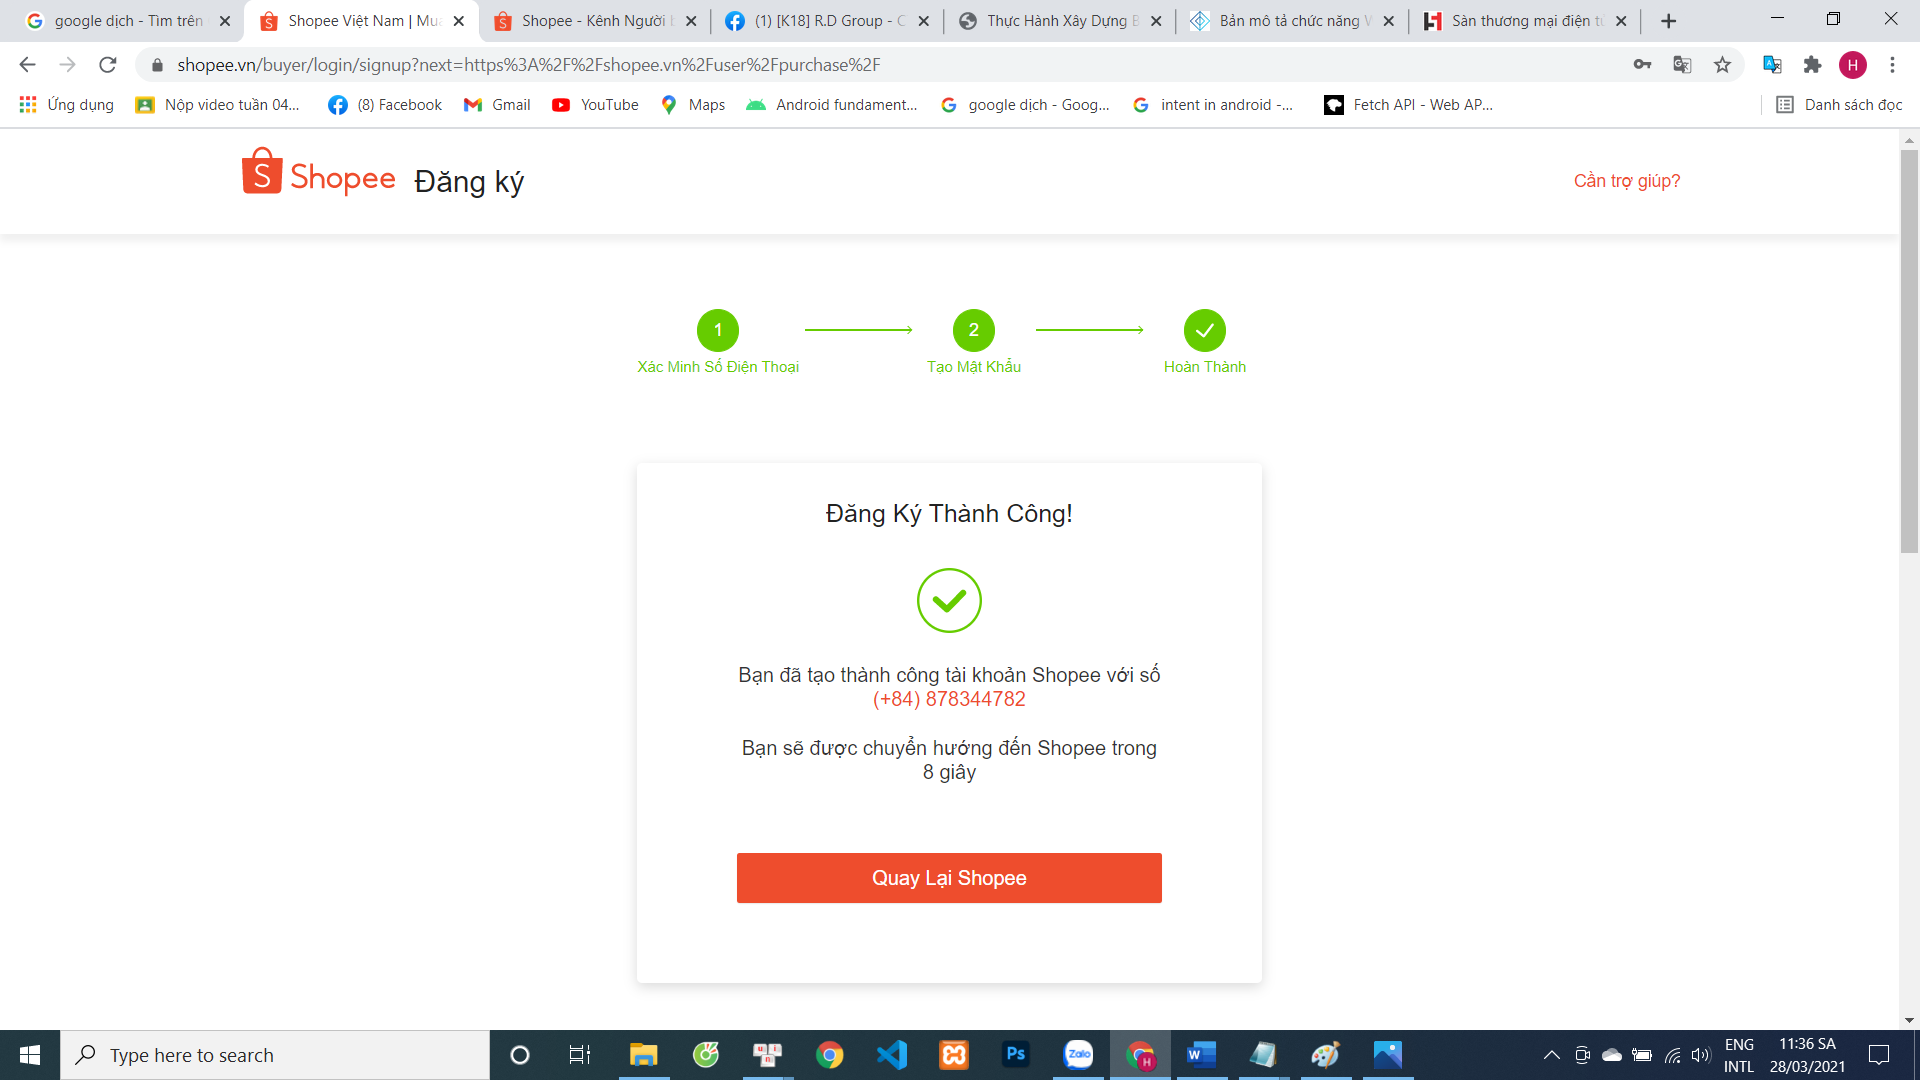 google dịch - Tìm trên
Shopee Việt Nam | Mua
Shopee - Kênh Người b
(1) [K18] R.D Group - C
Thực Hành Xây Dựng B
Bản mô tả chức năng V
Sàn thương mại điện tử
shopee.vn/buyer/login/signup?next=https%3A%2F%2Fshopee.vn%2Fuser%2Fpurchase%2F
H
Ứng dụng
Nộp video tuần 04...
(8) Facebook
Gmail
YouTube
Maps
Android fundament...
google dịch - Goog...
intent in android -...
Fetch API - Web AP...
Danh sách đọc
Shopee
Đăng ký
Cần trợ giúp?
1
2
Xác Minh Số Điện Thoại
Tạo Mật Khẩu
Hoàn Thành
Đăng Ký Thành Công!
Bạn đã tạo thành công tài khoản Shopee với số
(+84) 878344782
Bạn sẽ được chuyển hướng đến Shopee trong
8 giây
Quay Lại Shopee
Type here to search
Ps
Zalo
ENG
INTL
11:36 SA
28/03/2021